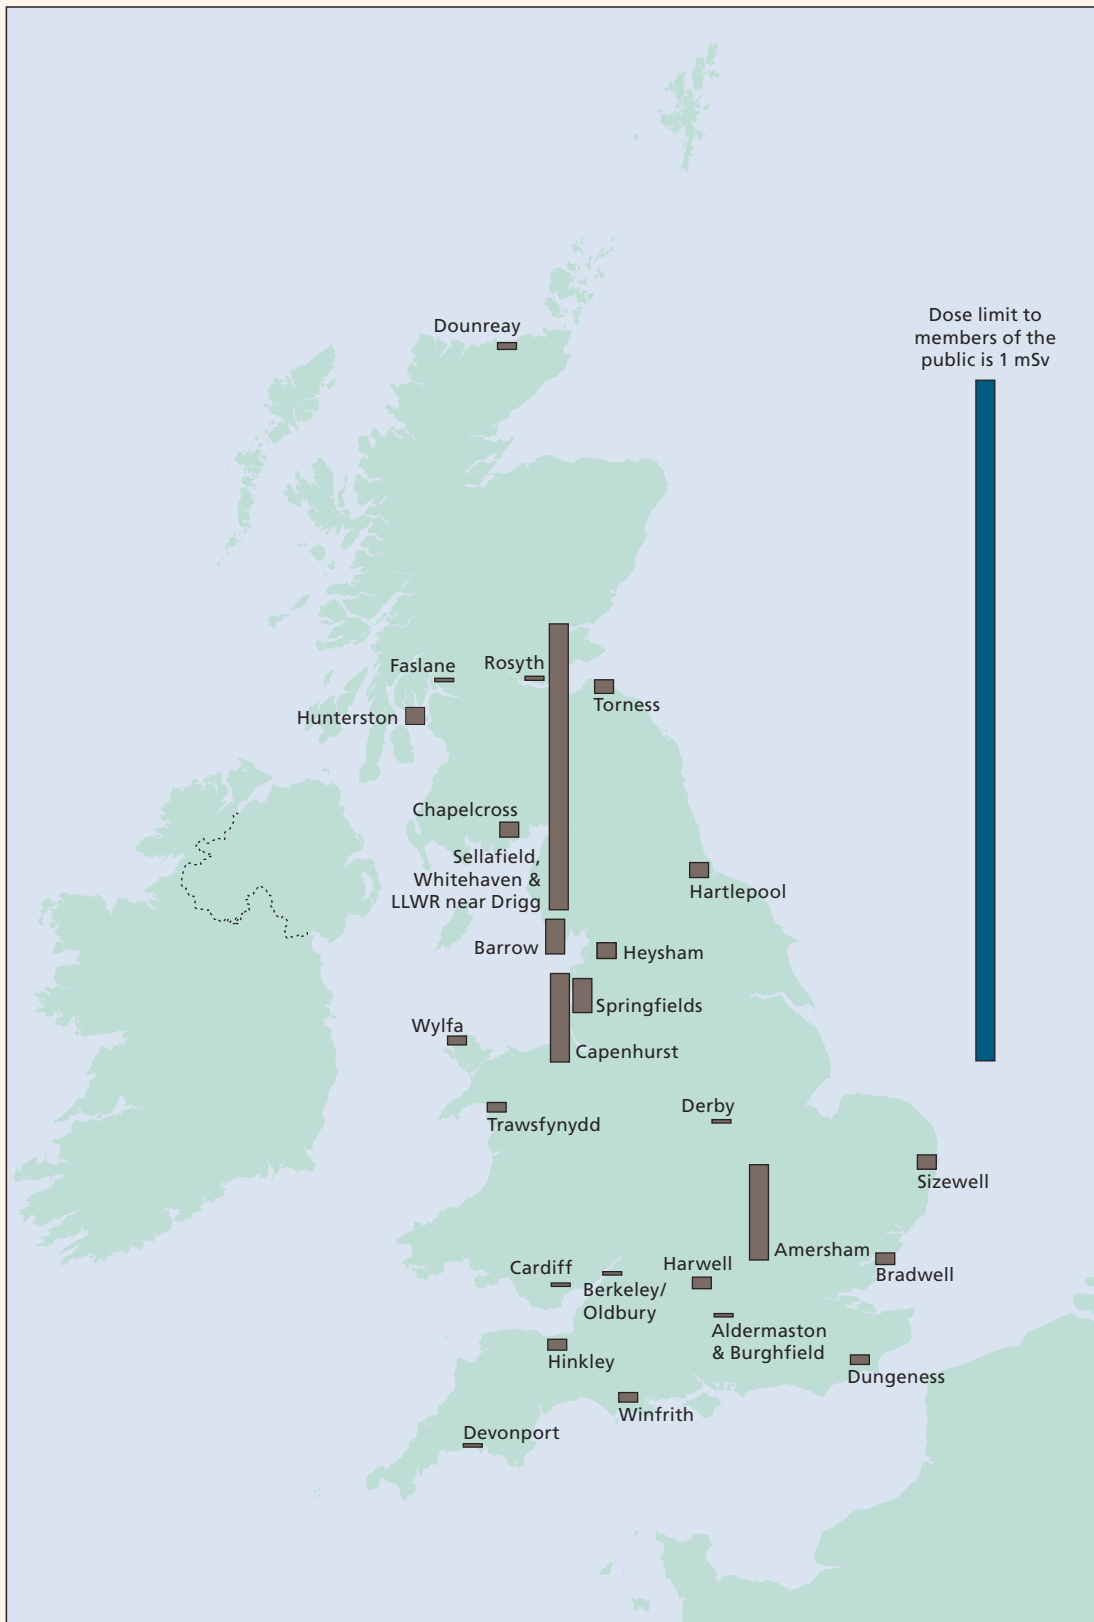 Dounreay
Dose limit to
members of the
public is 1 mSv
Faslane
Rosyth
Torness
Hunterston
Chapelcross
Sellafield,
Whitehaven &
LLWR near Drigg
Hartlepool
Barrow
Heysham
Springfields
Wylfa
Capenhurst
Trawsfynydd
Derby
Sizewell
Amersham
Cardiff
Harwell
Bradwell
Berkeley/
Oldbury
Aldermaston
& Burghfield
Hinkley
Dungeness
Winfrith
Devonport